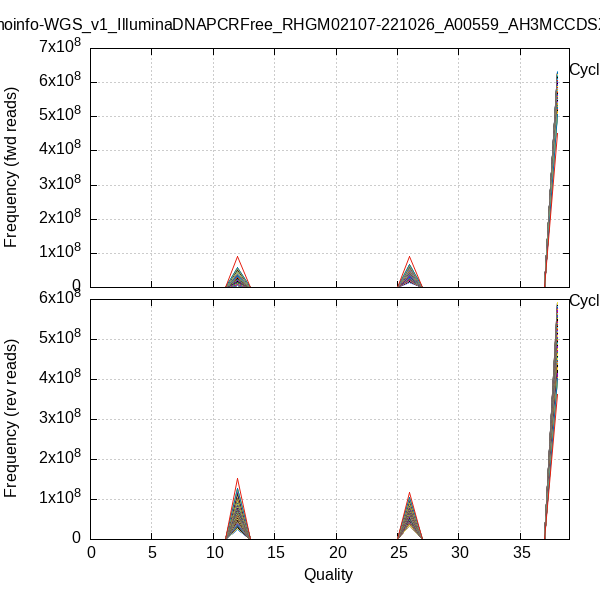 noinfo-WGS_v1_IlluminaDNAPCRFree_RHGM02107-221026_A00559_AH3MCCDSX
7x10^8
6x10^8
5x10^8
4x10^8
3x10^8
2x10^8
1x10^8
0
Frequency (fwd reads)
Cycl
6x10^8
5x10^8
4x10^8
3x10^8
2x10^8
1x10^8
0
Frequency (rev reads)
Cycl
0 5 10 15 20 25 30 35
Quality